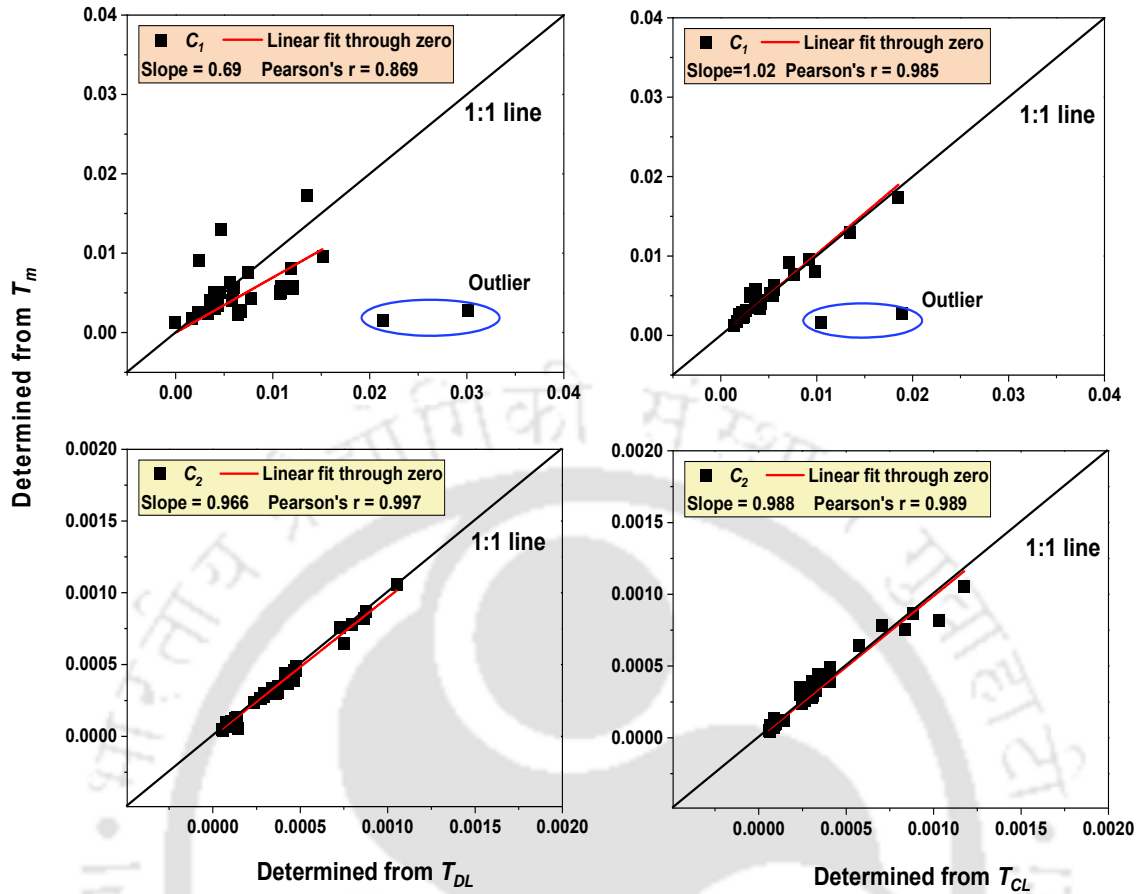 Determined from Tm
0.04
0.03
0.02
0.01
0.00
C1 Linear fit through zero
Slope = 0.69 Pearson's r = 0.869
1:1 line
Outlier
0.00 0.01 0.02 0.03 0.04
0.04
0.03
0.02
0.01
0.00
C1 Linear fit through zero
Slope=1.02 Pearson's r = 0.985
1:1 line
Outlier
0.00 0.01 0.02 0.03 0.04
0.0020
0.0015
0.0010
0.0005
0.0000
C2 Linear fit through zero
Slope = 0.966 Pearson's r = 0.997
1:1 line
0.0000 0.0005 0.0010 0.0015 0.0020
Determined from TDL
0.0020
0.0015
0.0010
0.0005
0.0000
C2 Linear fit through zero
Slope = 0.988 Pearson's r = 0.989
1:1 line
0.0000 0.0005 0.0010 0.0015 0.0020
Determined from TCL